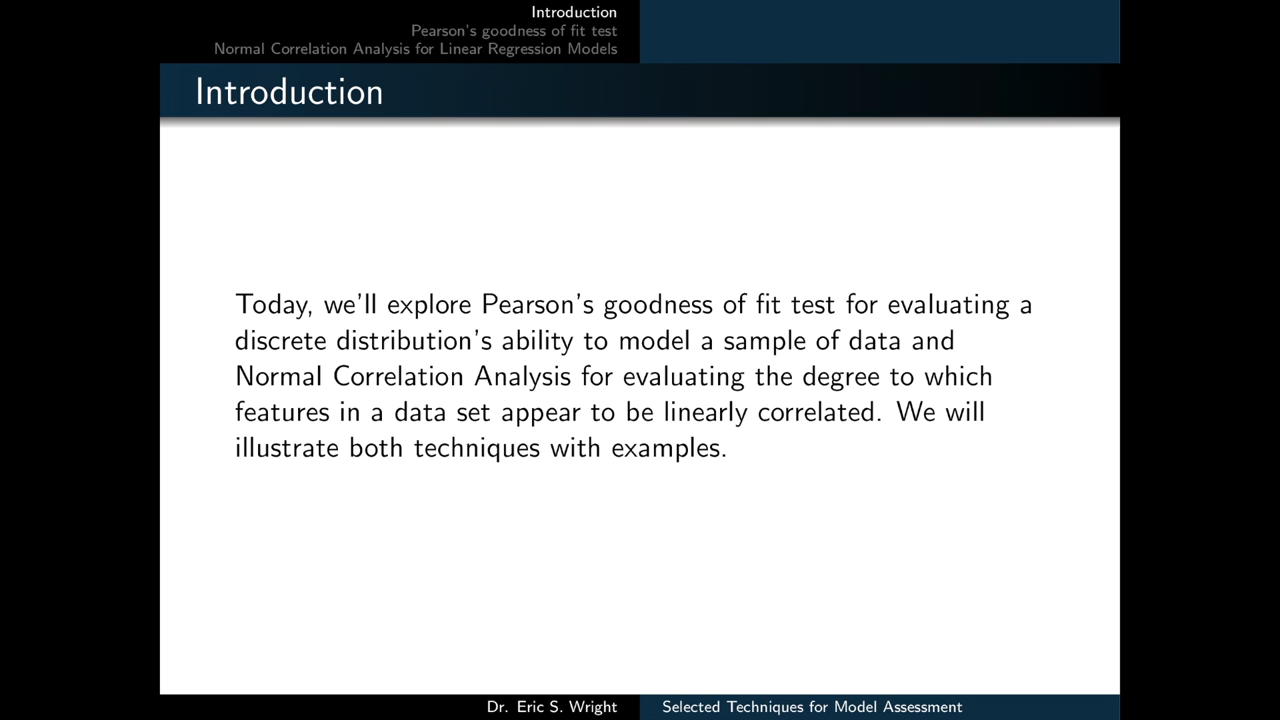 Introduction
Pearson's goodness of fit test
Normal Correlation Analysis for Linear Regression Models
Introduction
Today, we'll explore Pearson's goodness of fit test for evaluating a
discrete distribution's ability to model a sample of data and
Normal Correlation Analysis for evaluating the degree to which
features in a data set appear to be linearly correlated. We will
illustrate both techniques with examples.
Dr. Eric S. Wright
Selected Techniques for Model Assessment